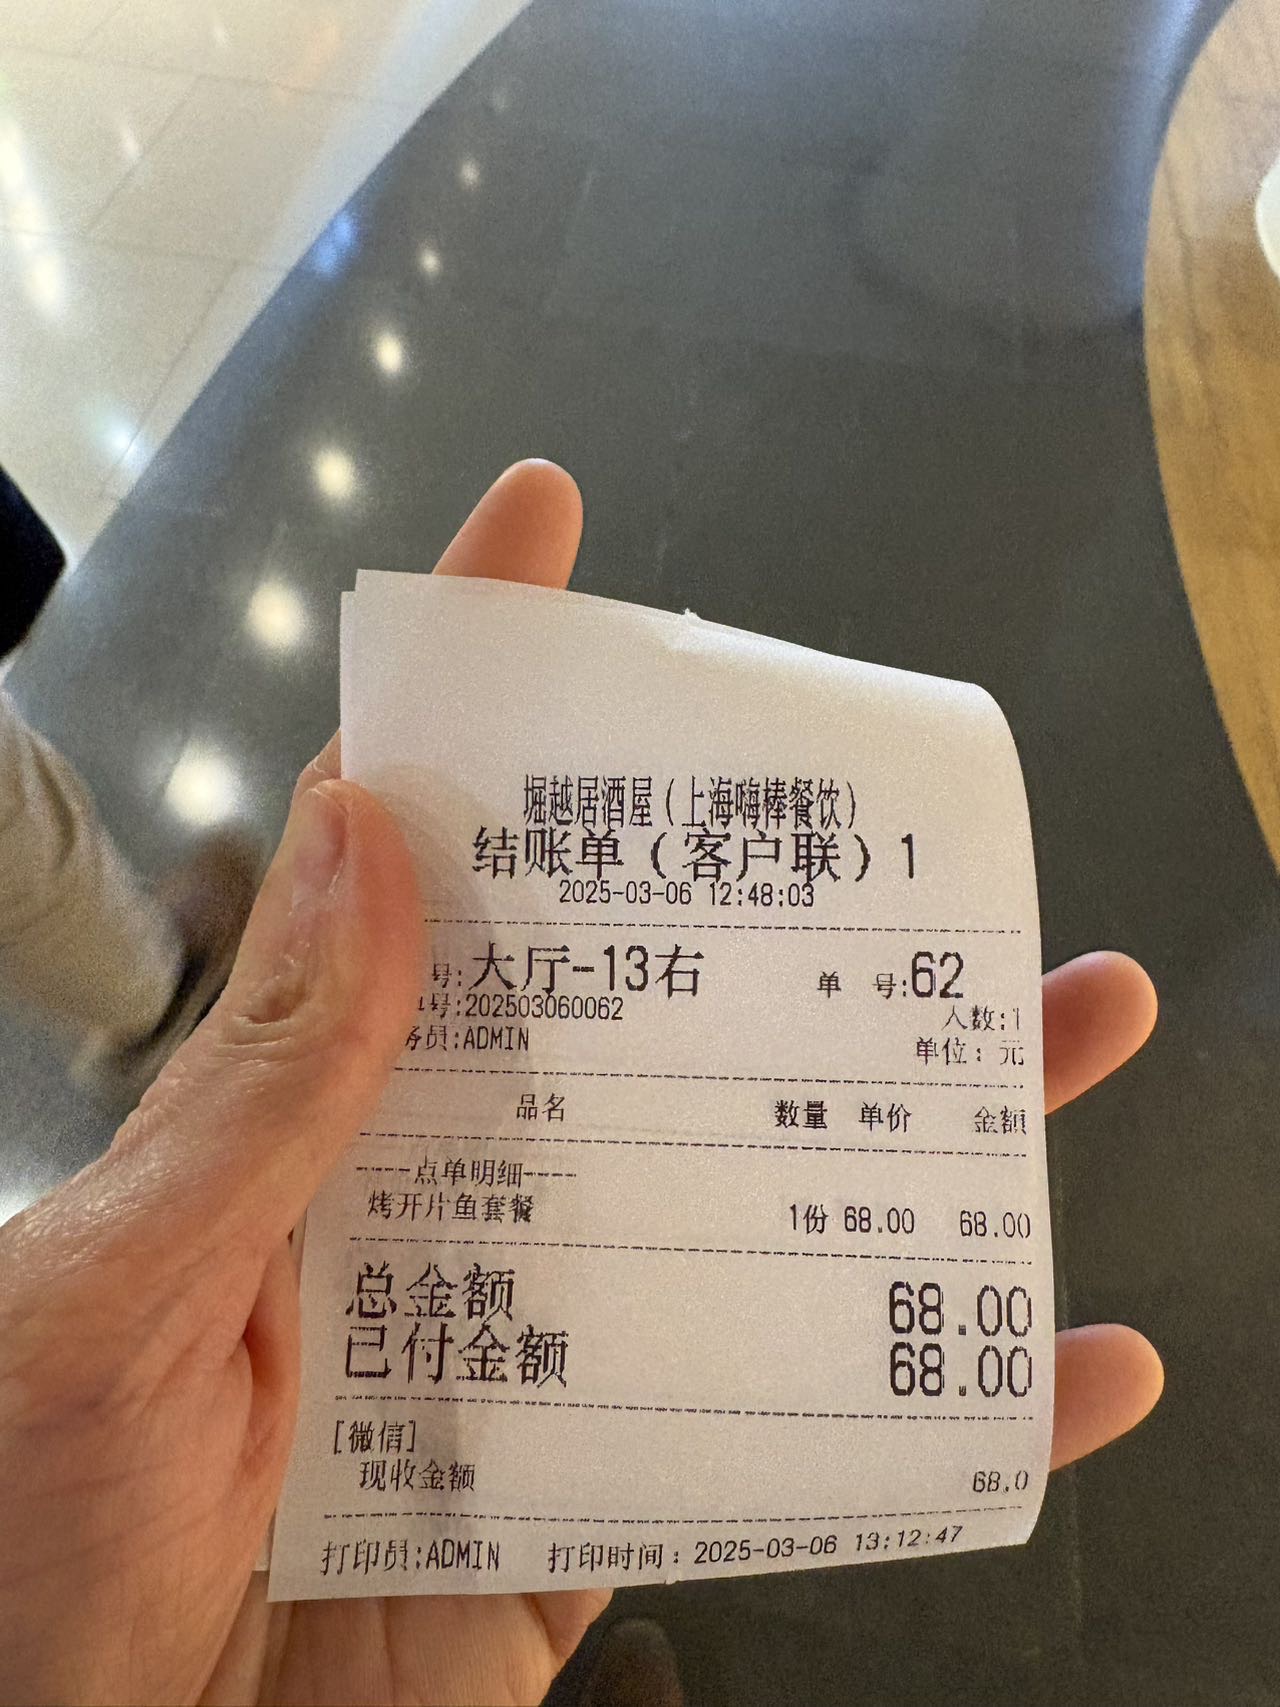 堀越居酒屋（上海嗨棒餐饮）
结账单（客户联）1
2025-03-06 12:48:03
号:大厅-13右 单 号:62
号:202503060062 人数:1
务员:ADMIN 单位: 元
品名 数量 单价 金额
----点单明细----
烤开片鱼套餐 1份 68.00 68.00
总金额 68.00
已付金额 68.00
[微信]
现收金额 68.0
打印员:ADMIN 打印时间: 2025-03-06 13:12:47